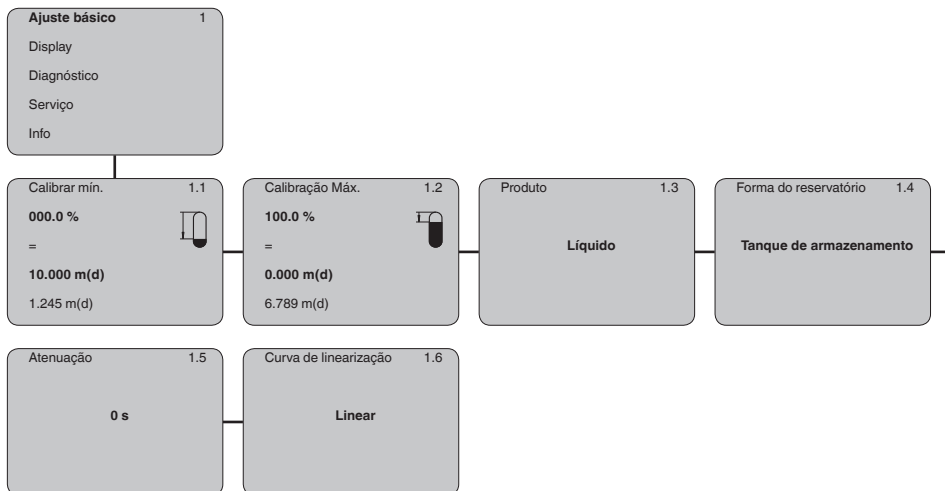 Ajuste básico 1
Display
Diagnóstico
Serviço
Info
Calibrar mín. 1.1
000.0 %
=
10.000 m(d)
1.245 m(d)
Calibração Máx. 1.2
100.0 %
=
0.000 m(d)
6.789 m(d)
Produto 1.3
Líquido
Forma do reservatório 1.4
Tanque de armazenamento
Atenuação 1.5
0 s
Curva de linearização 1.6
Linear